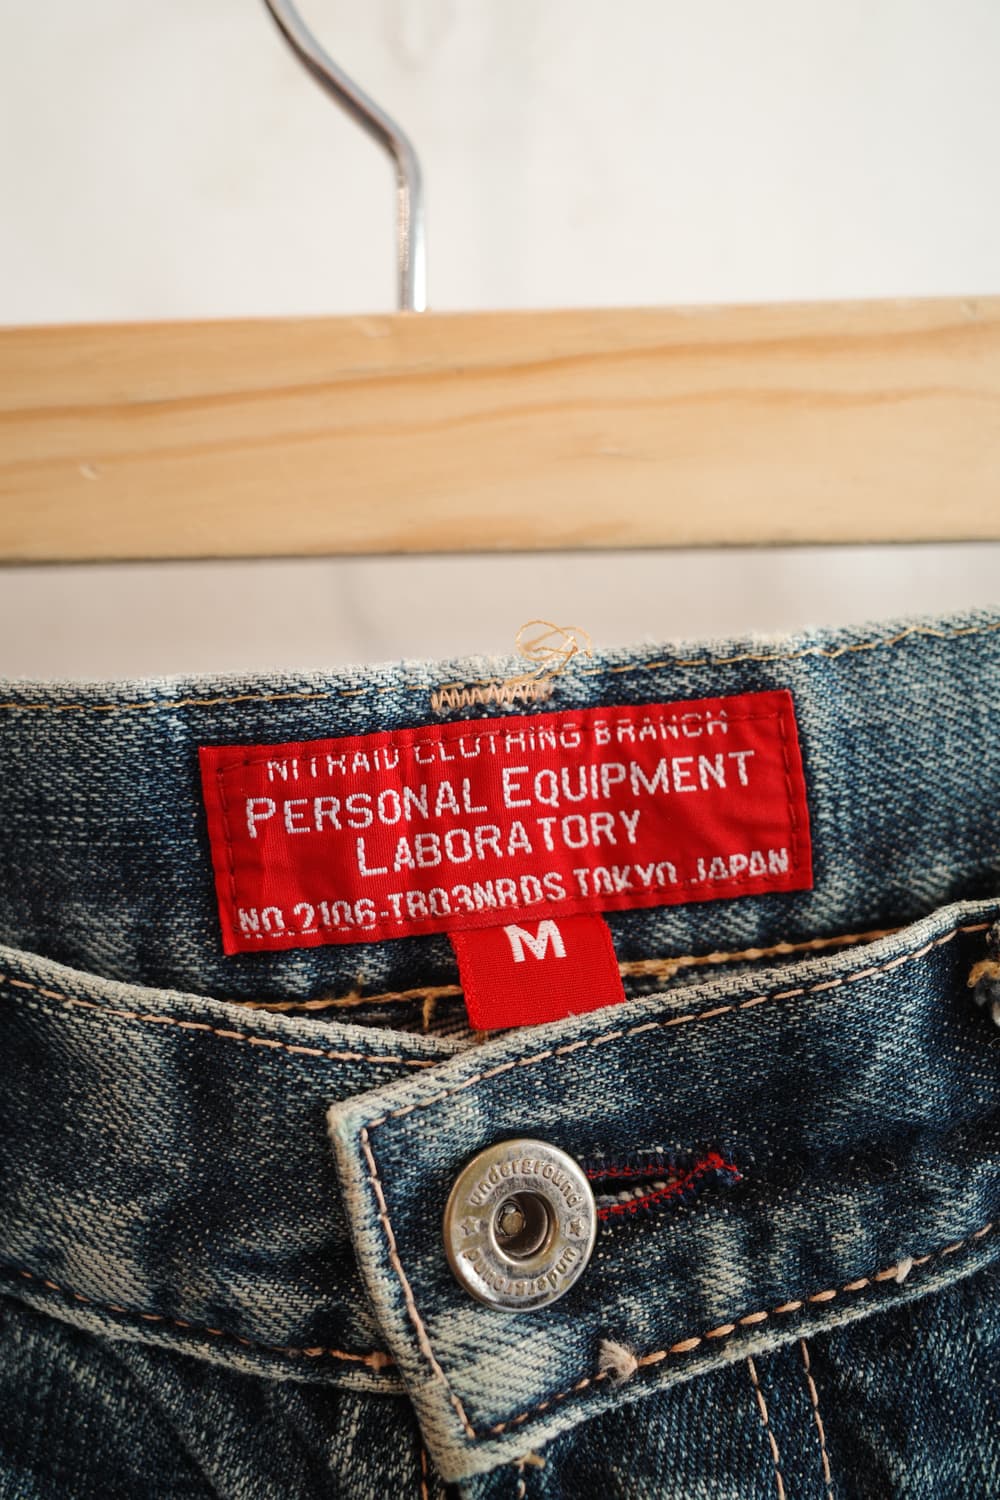 NITRAID CLOTHING BRANCH
PERSONAL EQUIPMENT
LABORATORY
NO.2106-TR03NRDS TOKYO JAPAN
M
underground
underground